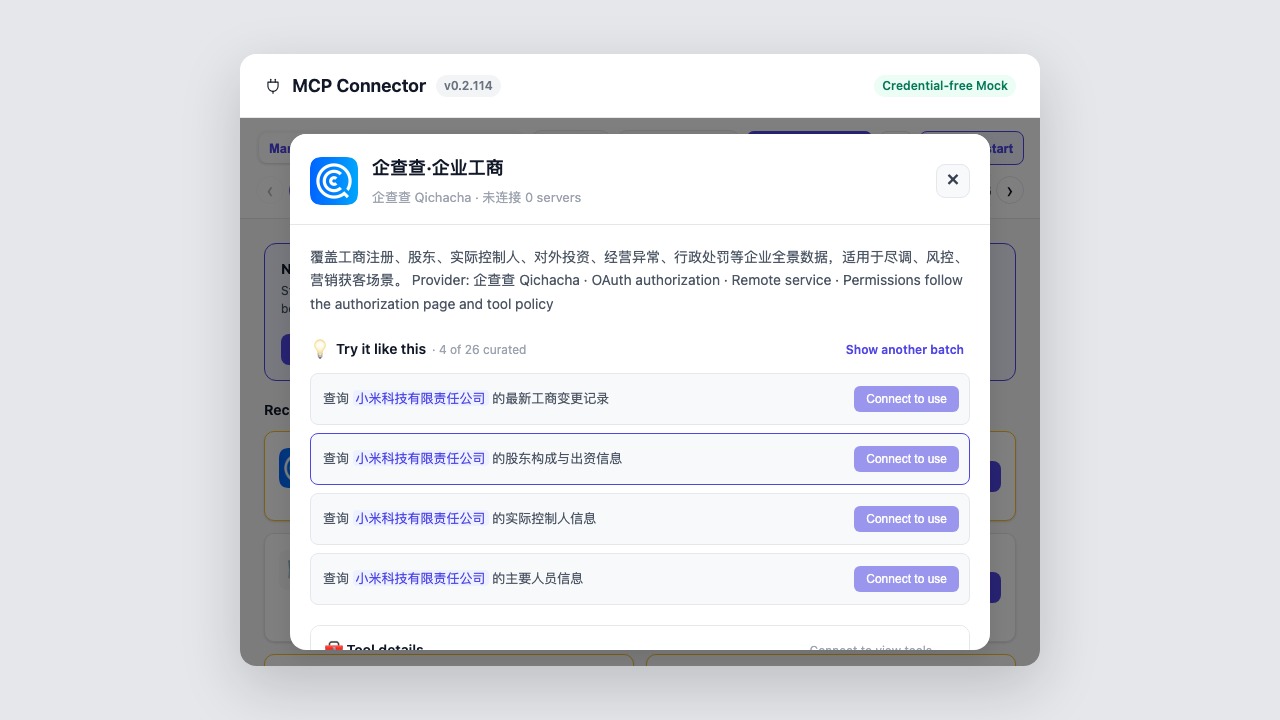 MCP Connector v0.2.114
Credential-free Mock
企查查·企业工商
企查查 Qichacha · 未连接 0 servers
覆盖工商注册、股东、实际控制人、对外投资、经营异常、行政处罚等企业全景数据，适用于尽调、风控、
营销获客场景。 Provider: 企查查 Qichacha · OAuth authorization · Remote service · Permissions follow
the authorization page and tool policy
💡 Try it like this · 4 of 26 curated
Show another batch
查询 小米科技有限责任公司 的最新工商变更记录
Connect to use
查询 小米科技有限责任公司 的股东构成与出资信息
Connect to use
查询 小米科技有限责任公司 的实际控制人信息
Connect to use
查询 小米科技有限责任公司 的主要人员信息
Connect to use
🧰 Tool details
Connect to view tools